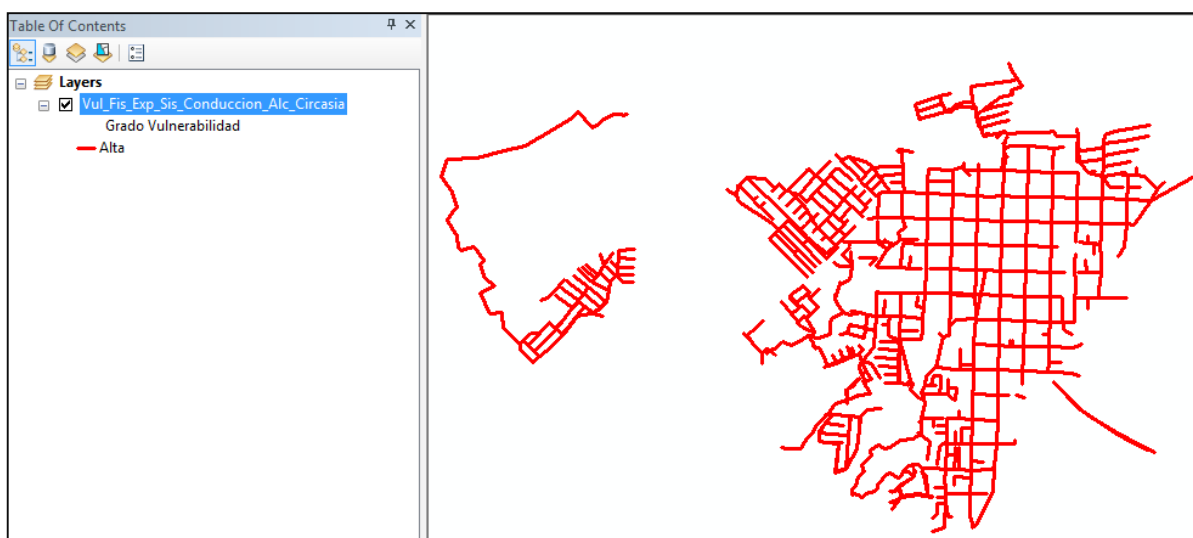 Table Of Contents
Layers
Vul_Fis_Exp_Sis_Conduccion_Alc_Circasia
Grado Vulnerabilidad
Alta